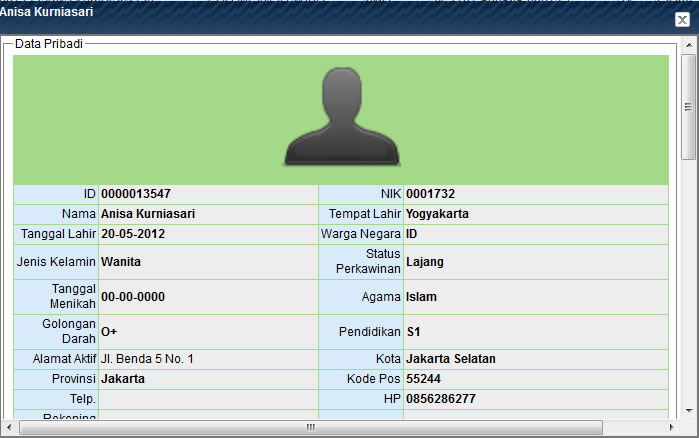 Anisa Kurniasari
Data Pribadi
ID 0000013547 NIK 0001732
Nama Anisa Kurniasari Tempat Lahir Yogyakarta
Tanggal Lahir 20-05-2012 Warga Negara ID
Jenis Kelamin Wanita Status Perkawinan Lajang
Tanggal Menikah 00-00-0000 Agama Islam
Golongan Darah O+ Pendidikan S1
Alamat Aktif Jl. Benda 5 No. 1 Kota Jakarta Selatan
Provinsi Jakarta Kode Pos 55244
Telp. HP 0856286277
Rekening